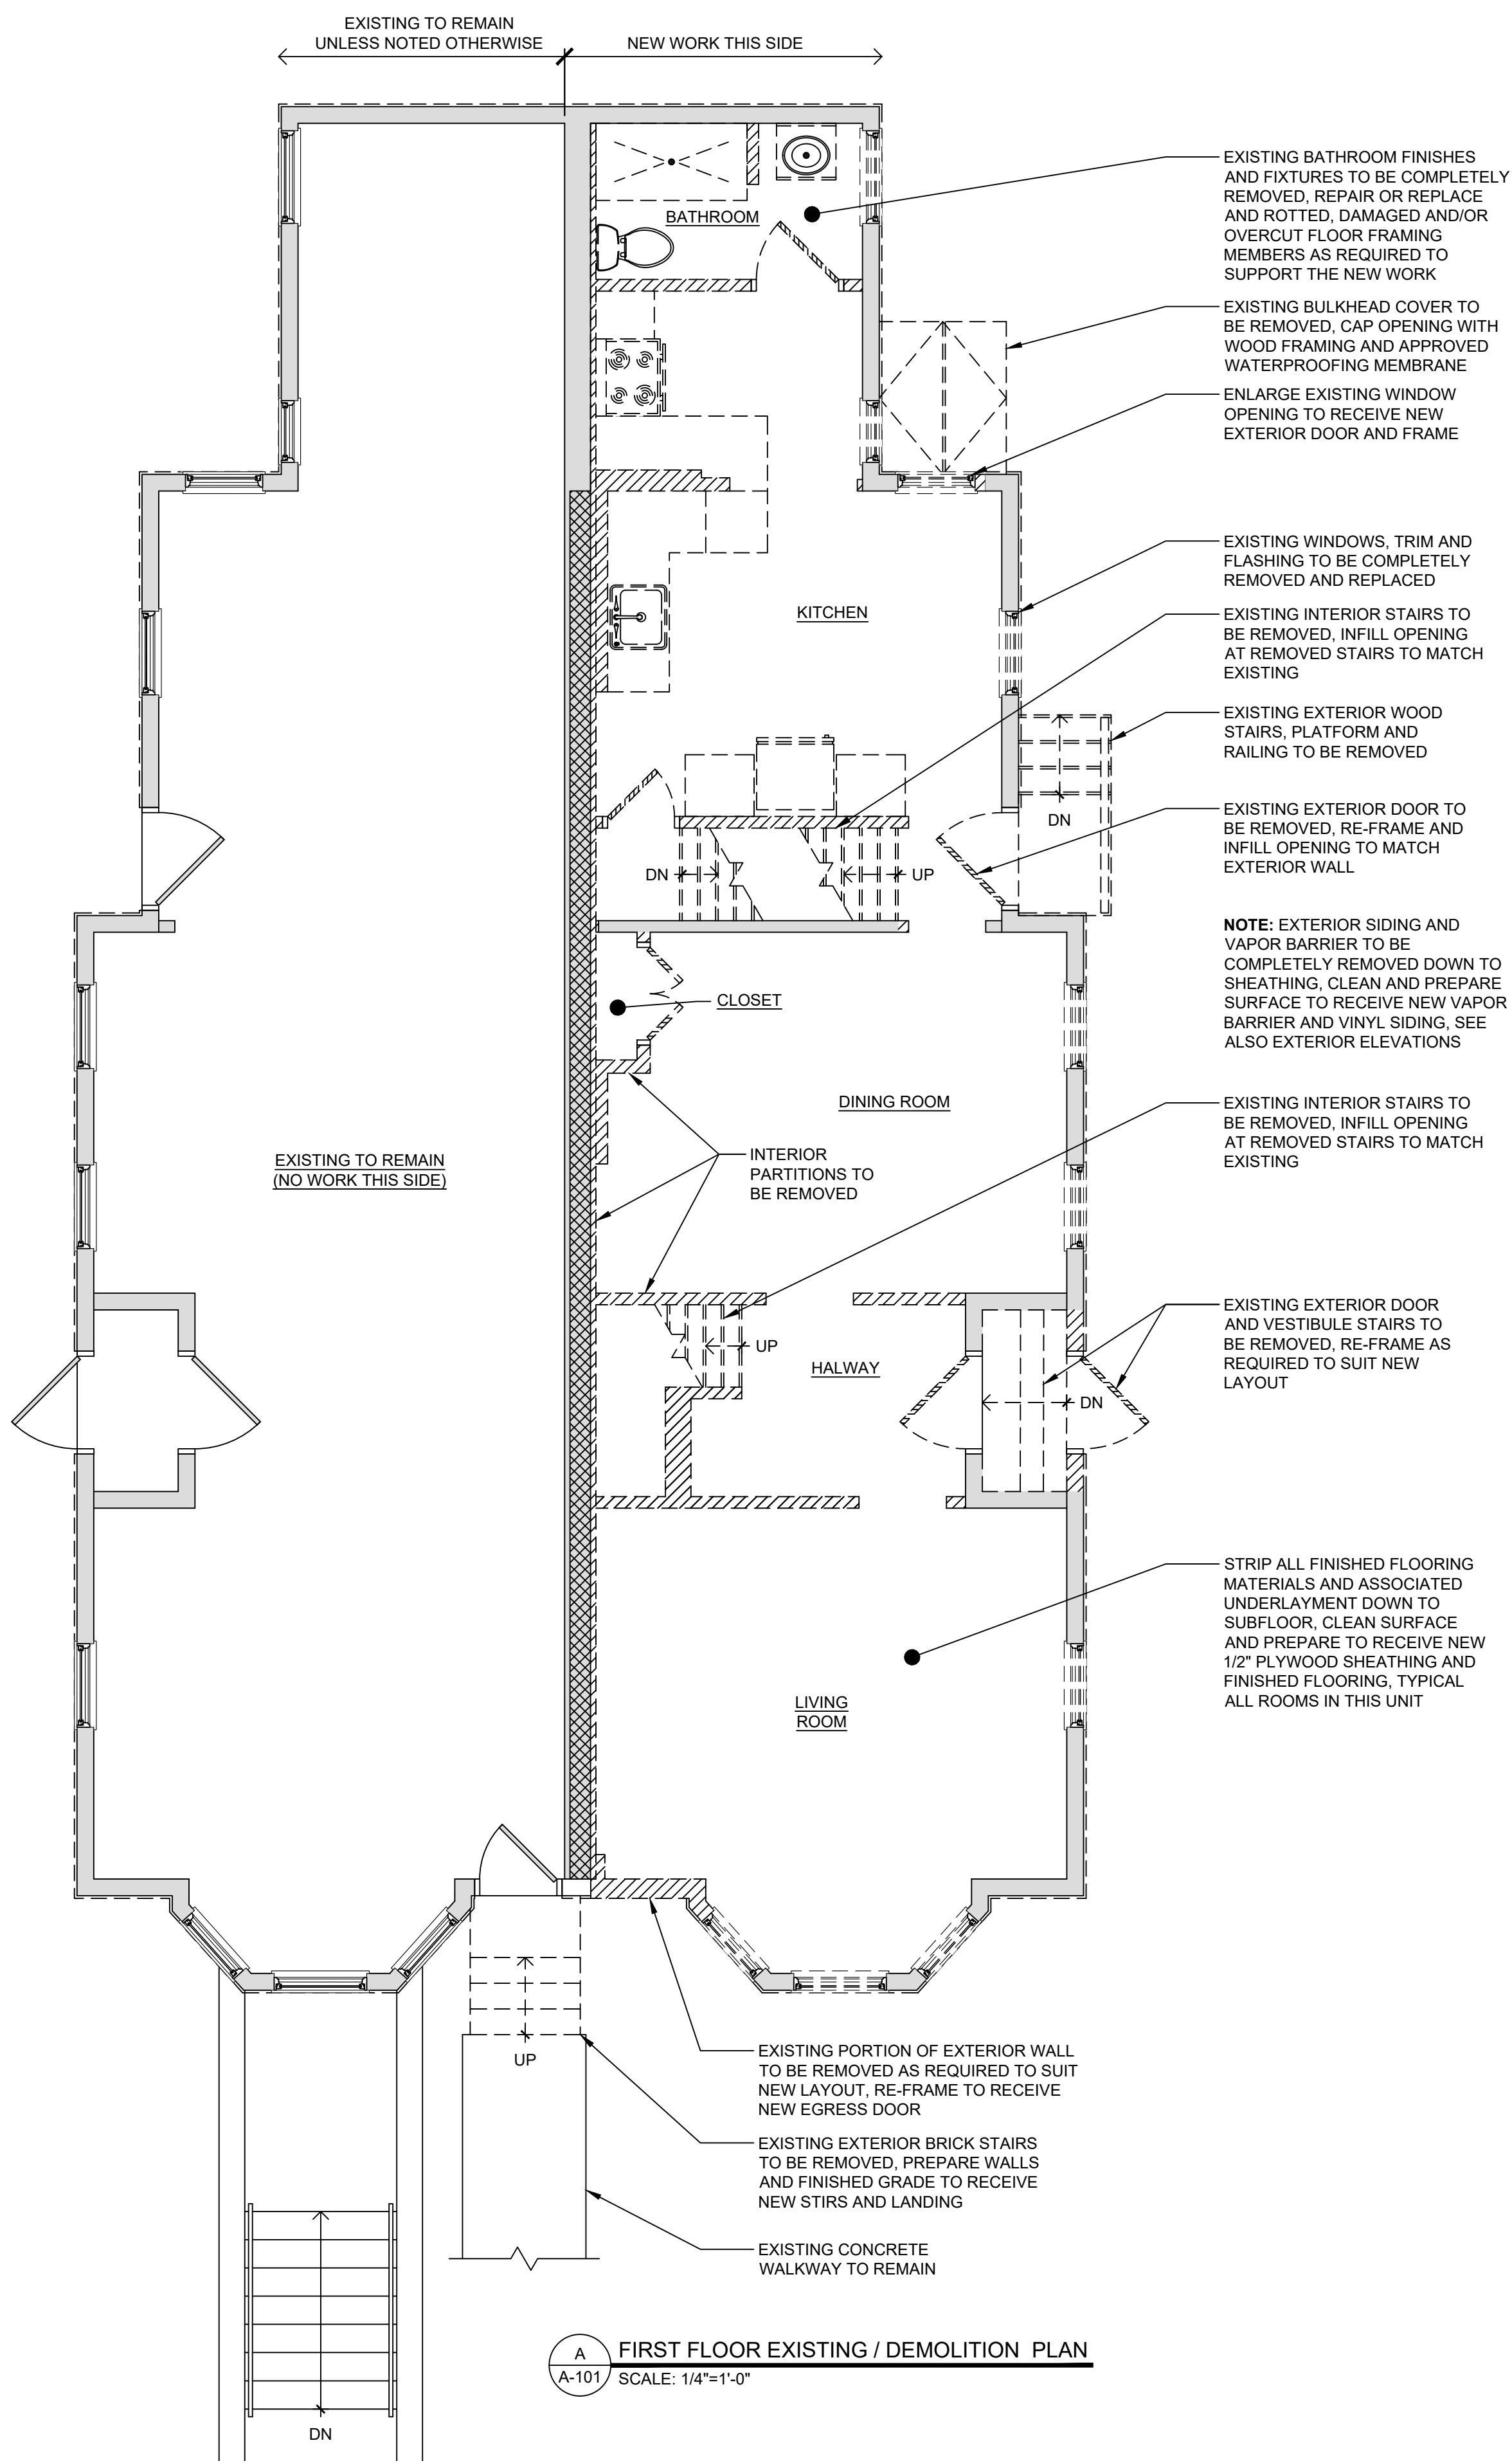 EXISTING TO REMAIN
UNLESS NOTED OTHERWISE
NEW WORK THIS SIDE
EXISTING BATHROOM FINISHES
AND FIXTURES TO BE COMPLETELY
REMOVED, REPAIR OR REPLACE
AND ROTTED, DAMAGED AND/OR
OVERCUT FLOOR FRAMING
MEMBERS AS REQUIRED TO
SUPPORT THE NEW WORK
BATHROOM
EXISTING BULKHEAD COVER TO
BE REMOVED, CAP OPENING WITH
WOOD FRAMING AND APPROVED
WATERPROOFING MEMBRANE
ENLARGE EXISTING WINDOW
OPENING TO RECEIVE NEW
EXTERIOR DOOR AND FRAME
EXISTING WINDOWS, TRIM AND
FLASHING TO BE COMPLETELY
REMOVED AND REPLACED
KITCHEN
EXISTING INTERIOR STAIRS TO
BE REMOVED, INFILL OPENING
AT REMOVED STAIRS TO MATCH
EXISTING
EXISTING EXTERIOR WOOD
STAIRS, PLATFORM AND
RAILING TO BE REMOVED
DN
EXISTING EXTERIOR DOOR TO
BE REMOVED, RE-FRAME AND
INFILL OPENING TO MATCH
EXTERIOR WALL
DN
UP
NOTE: EXTERIOR SIDING AND
VAPOR BARRIER TO BE
COMPLETELY REMOVED DOWN TO
SHEATHING, CLEAN AND PREPARE
SURFACE TO RECEIVE NEW VAPOR
BARRIER AND VINYL SIDING, SEE
ALSO EXTERIOR ELEVATIONS
CLOSET
DINING ROOM
EXISTING INTERIOR STAIRS TO
BE REMOVED, INFILL OPENING
AT REMOVED STAIRS TO MATCH
EXISTING
EXISTING TO REMAIN
(NO WORK THIS SIDE)
INTERIOR
PARTITIONS TO
BE REMOVED
EXISTING EXTERIOR DOOR
AND VESTIBULE STAIRS TO
BE REMOVED, RE-FRAME AS
REQUIRED TO SUIT NEW
LAYOUT
UP
HALWAY
DN
STRIP ALL FINISHED FLOORING
MATERIALS AND ASSOCIATED
UNDERLAYMENT DOWN TO
SUBFLOOR, CLEAN SURFACE
AND PREPARE TO RECEIVE NEW
1/2" PLYWOOD SHEATHING AND
FINISHED FLOORING, TYPICAL
ALL ROOMS IN THIS UNIT
LIVING
ROOM
UP
EXISTING PORTION OF EXTERIOR WALL
TO BE REMOVED AS REQUIRED TO SUIT
NEW LAYOUT, RE-FRAME TO RECEIVE
NEW EGRESS DOOR
EXISTING EXTERIOR BRICK STAIRS
TO BE REMOVED, PREPARE WALLS
AND FINISHED GRADE TO RECEIVE
NEW STIRS AND LANDING
EXISTING CONCRETE
WALKWAY TO REMAIN
DN
A
A-101
FIRST FLOOR EXISTING / DEMOLITION PLAN
SCALE: 1/4"=1'-0"